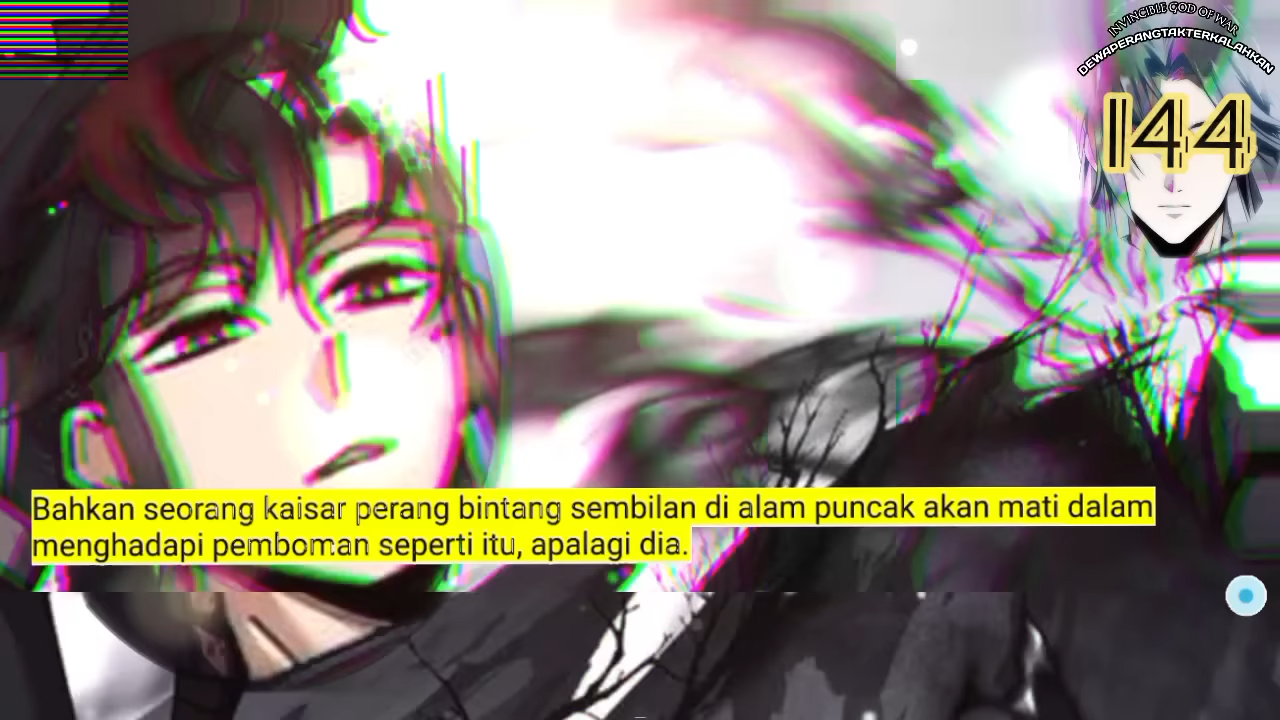 INVINCIBLE GOD OF WAR
DEWAPERANGTAKTERKALAHKAN
144
Bahkan seorang kaisar perang bintang sembilan di alam puncak akan mati dalam
menghadapi pemboman seperti itu, apalagi dia.